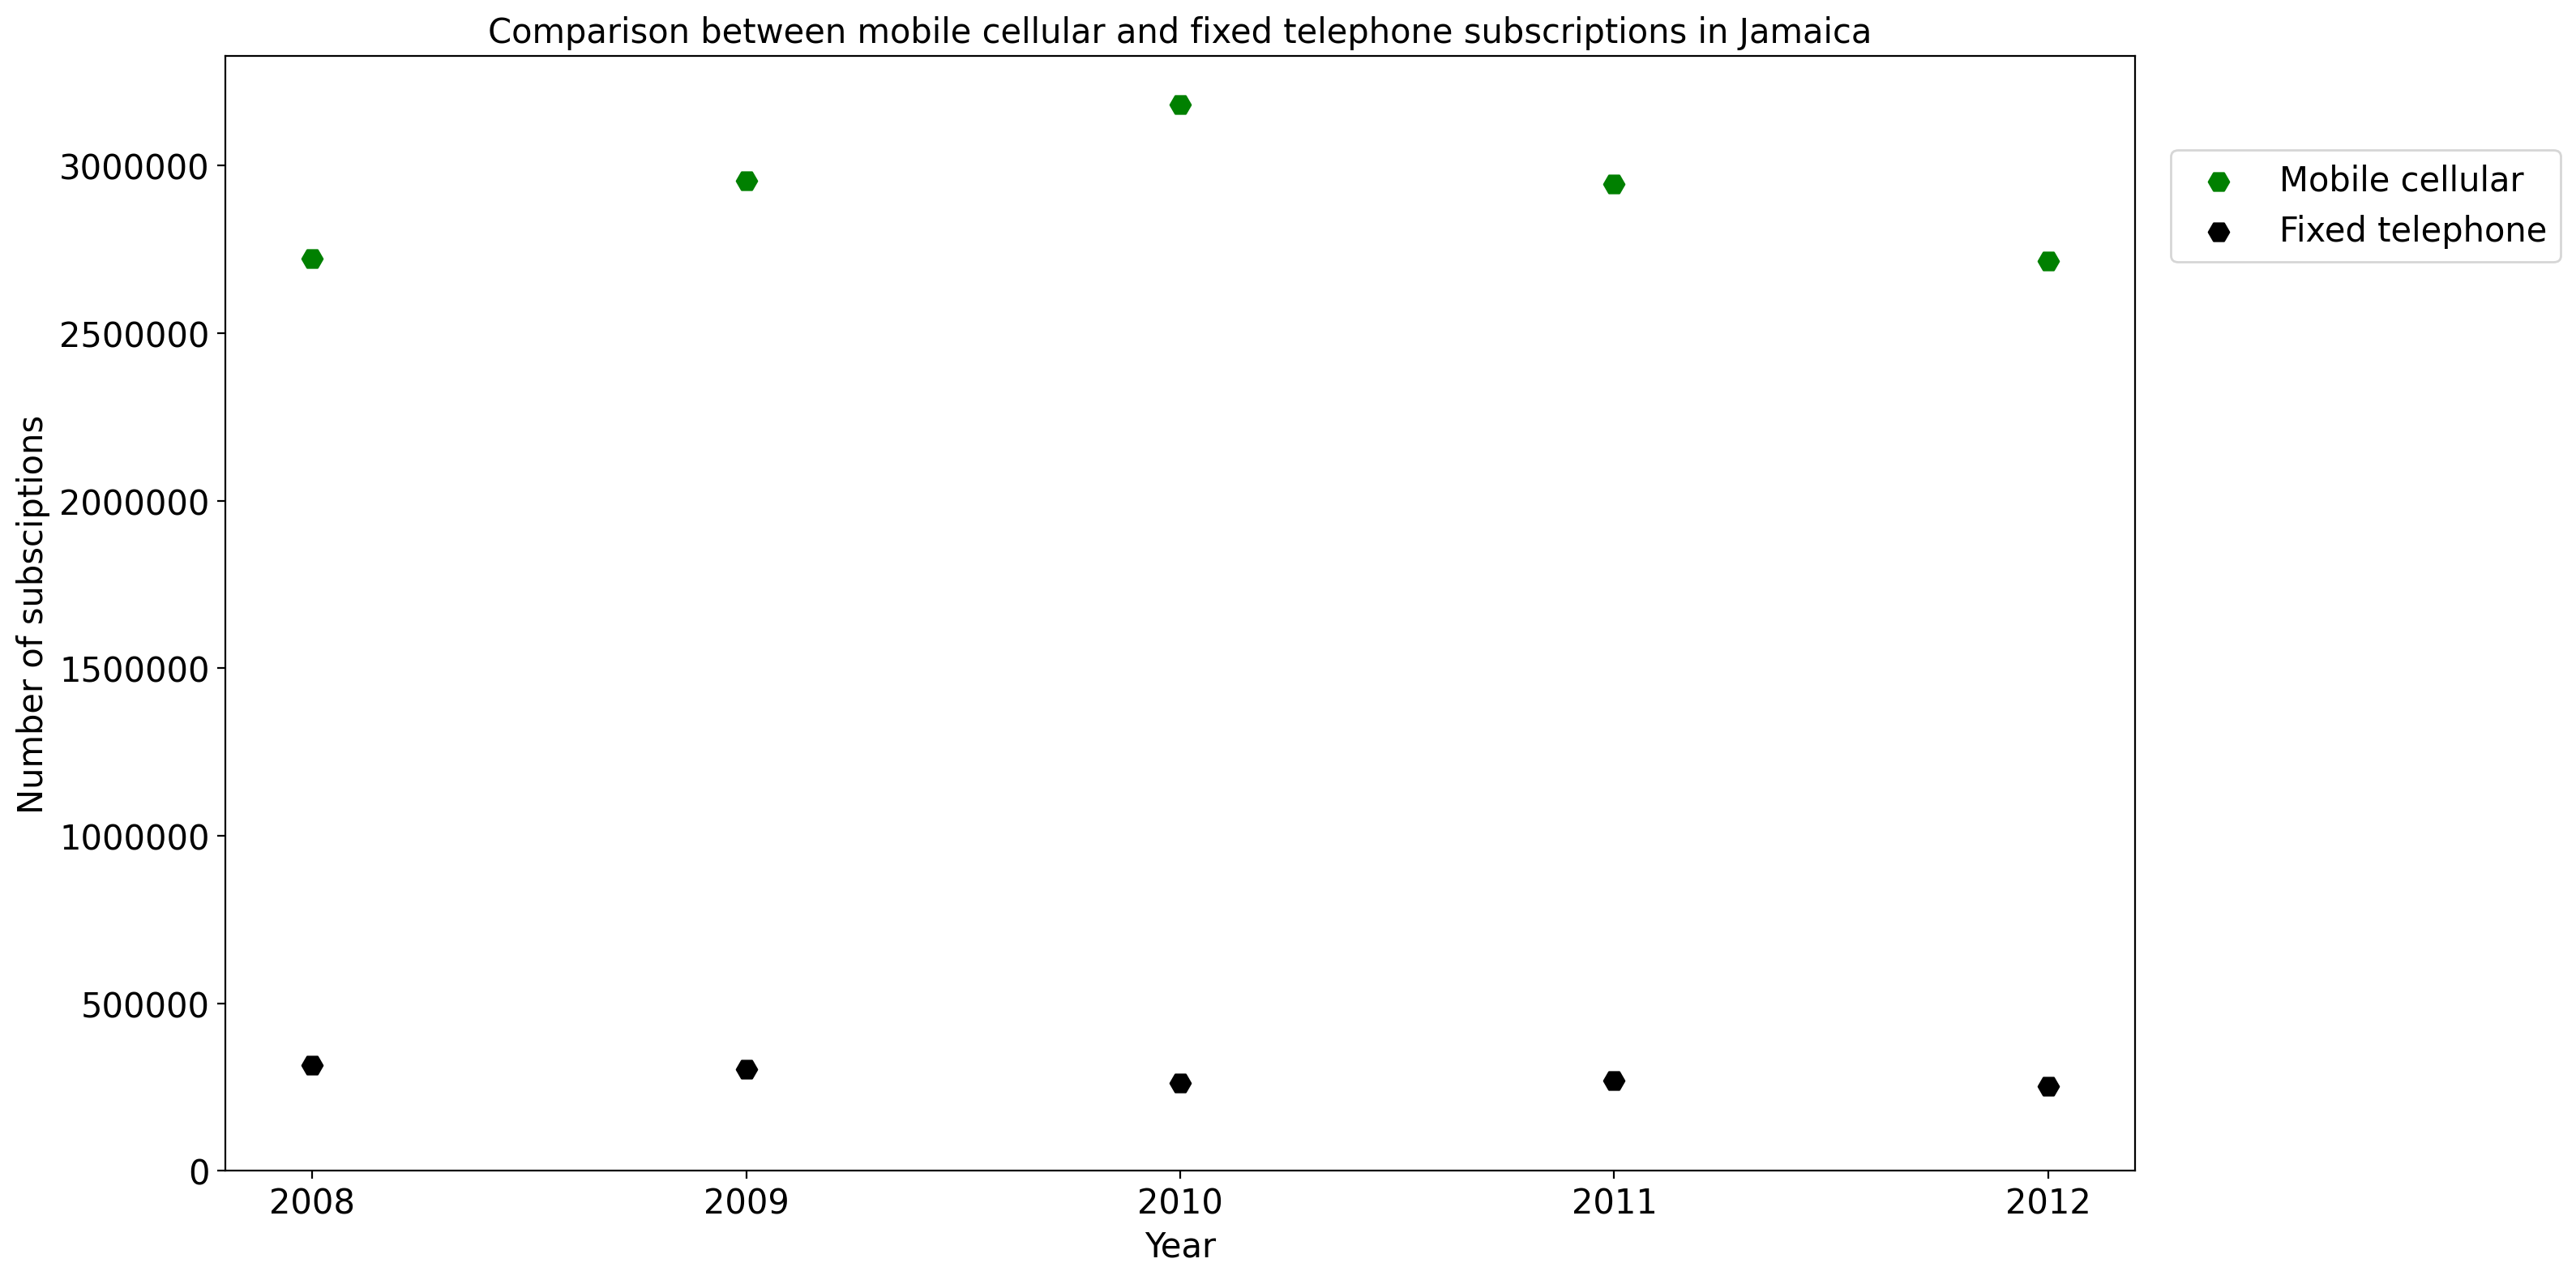 Comparison between mobile cellular and fixed telephone subscriptions in Jamaica
Number of subsciptions
3000000
2500000
2000000
1500000
1000000
500000
0
2008 2009 2010 2011 2012
Year
Mobile cellular
Fixed telephone